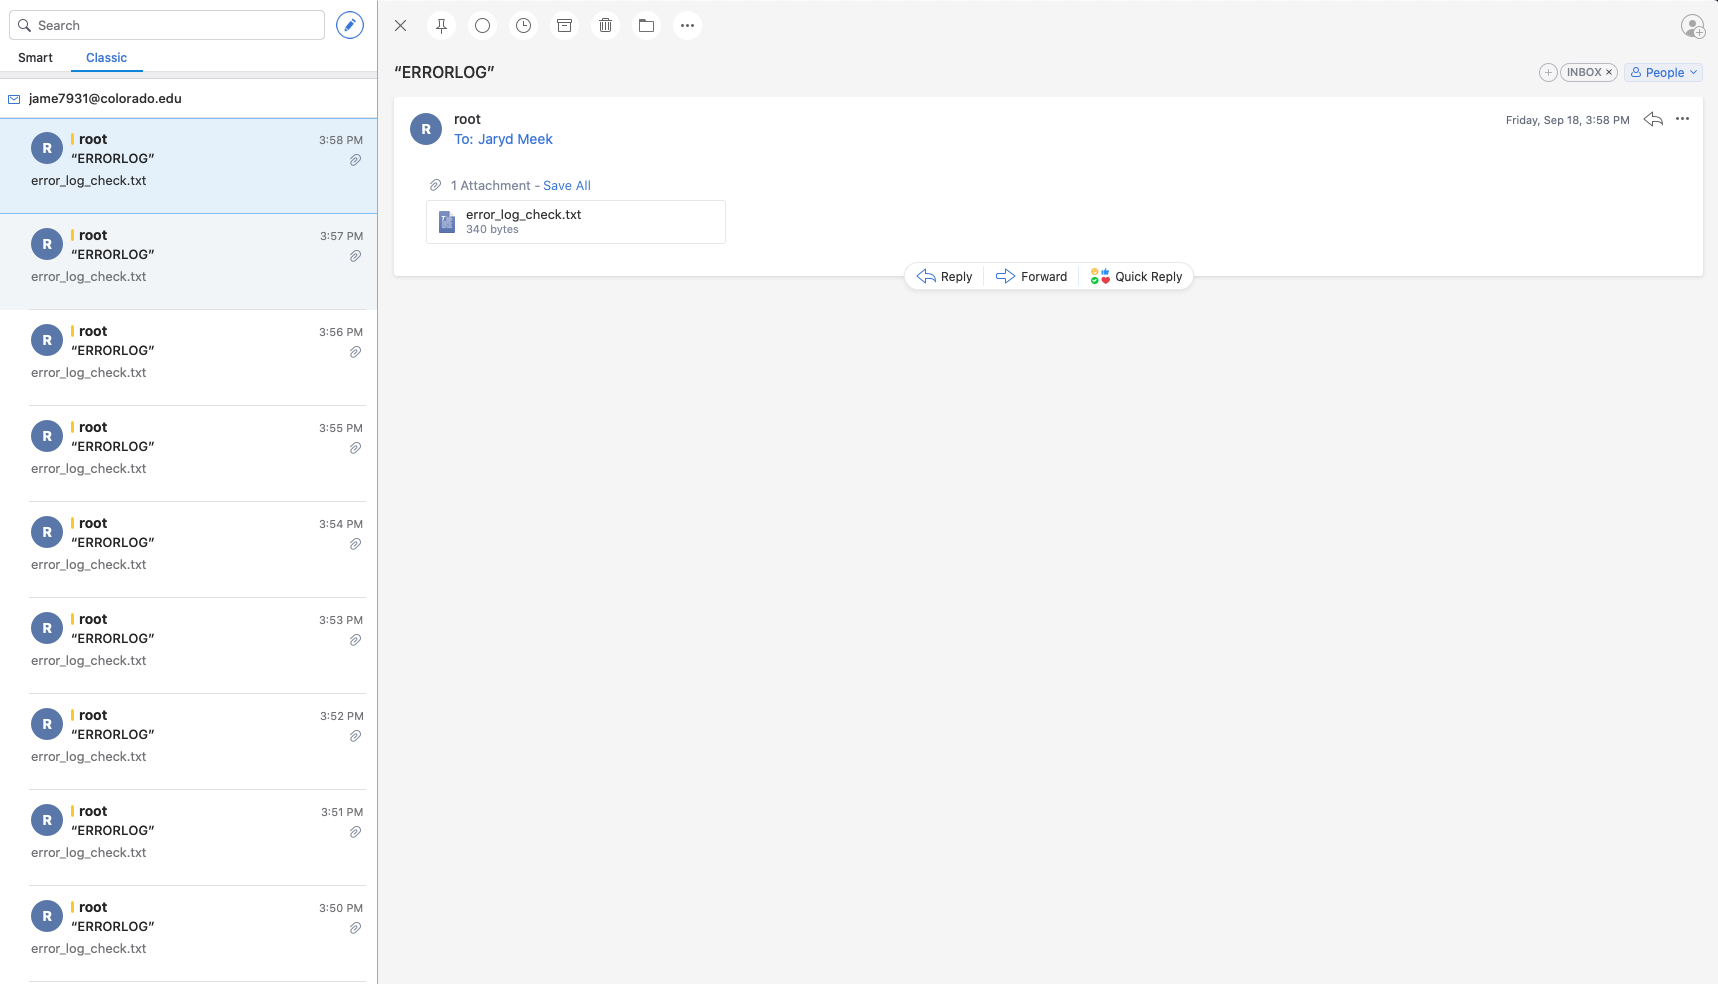 Search
Smart
Classic
jame7931@colorado.edu
R
root
3:58 PM
“ERRORLOG”
error_log_check.txt
R
root
3:57 PM
“ERRORLOG”
error_log_check.txt
R
root
3:56 PM
“ERRORLOG”
error_log_check.txt
R
root
3:55 PM
“ERRORLOG”
error_log_check.txt
R
root
3:54 PM
“ERRORLOG”
error_log_check.txt
R
root
3:53 PM
“ERRORLOG”
error_log_check.txt
R
root
3:52 PM
“ERRORLOG”
error_log_check.txt
R
root
3:51 PM
“ERRORLOG”
error_log_check.txt
R
root
3:50 PM
“ERRORLOG”
error_log_check.txt
“ERRORLOG”
INBOX ×
People
R
root
Friday, Sep 18, 3:58 PM
To: Jaryd Meek
1 Attachment - Save All
error_log_check.txt
340 bytes
Reply
Forward
Quick Reply